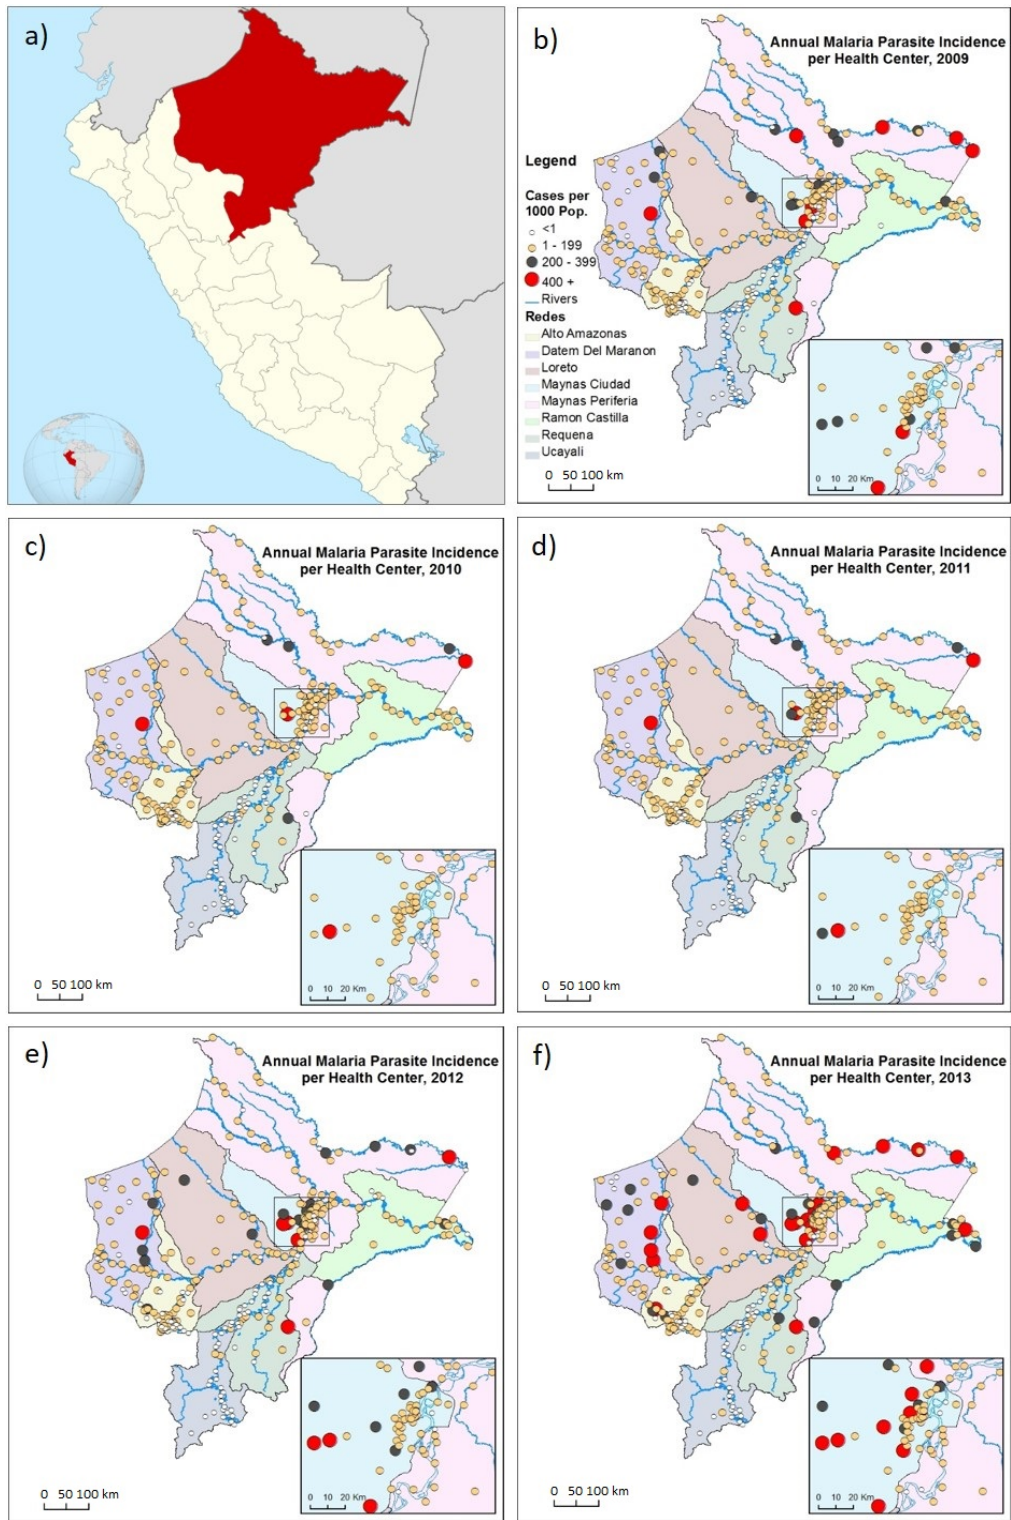 a)
b)
Annual Malaria Parasite Incidence
per Health Center, 2009
Legend
Cases per
1000 Pop.
<1
1 - 199
200 - 399
400 +
Rivers
Redes
Alto Amazonas
Datem Del Maranon
Loreto
Maynas Ciudad
Maynas Periferia
Ramon Castilla
Requena
Ucayali
0 50 100 km
0 10 20 Km
c)
Annual Malaria Parasite Incidence
per Health Center, 2010
0 50 100 km
0 10 20 Km
d)
Annual Malaria Parasite Incidence
per Health Center, 2011
0 50 100 km
0 10 20 Km
e)
Annual Malaria Parasite Incidence
per Health Center, 2012
0 50 100 km
0 10 20 Km
f)
Annual Malaria Parasite Incidence
per Health Center, 2013
0 50 100 km
0 10 20 Km